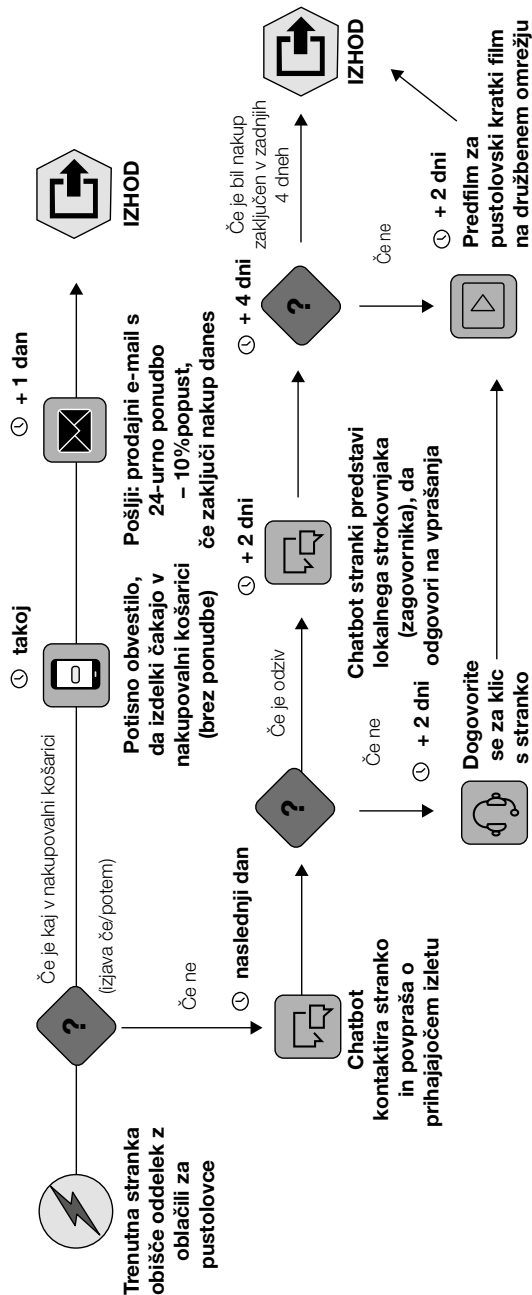 Trenutna stranka
obišče oddelek z
oblačili za
pustolovce
?
Če je kaj v nakupovalni košarici
(izjava če/potem)
takoj
Potisno obvestilo,
da izdelki čakajo v
nakupovalni košarici
(brez ponudbe)
+ 1 dan
Pošlji: prodajni e-mail s
24-urno ponudbo
– 10%popust,
če zaključi nakup danes
IZHOD
Če ne
naslednji dan
Chatbot
kontaktira stranko
in povpraša o
prihajajočem izletu
?
Če je odziv
+ 2 dni
Chatbot stranki predstavi
lokalnega strokovnjaka
(zagovornika), da
odgovori na vprašanja
+ 4 dni
?
Če je bil nakup
zaključen v zadnjih
4 dneh
IZHOD
Če ne
+ 2 dni
Dogovorite
se za klic
s stranko
Če ne
+ 2 dni
Predfilm za
pustolovski kratki film
na družbenem omrežju